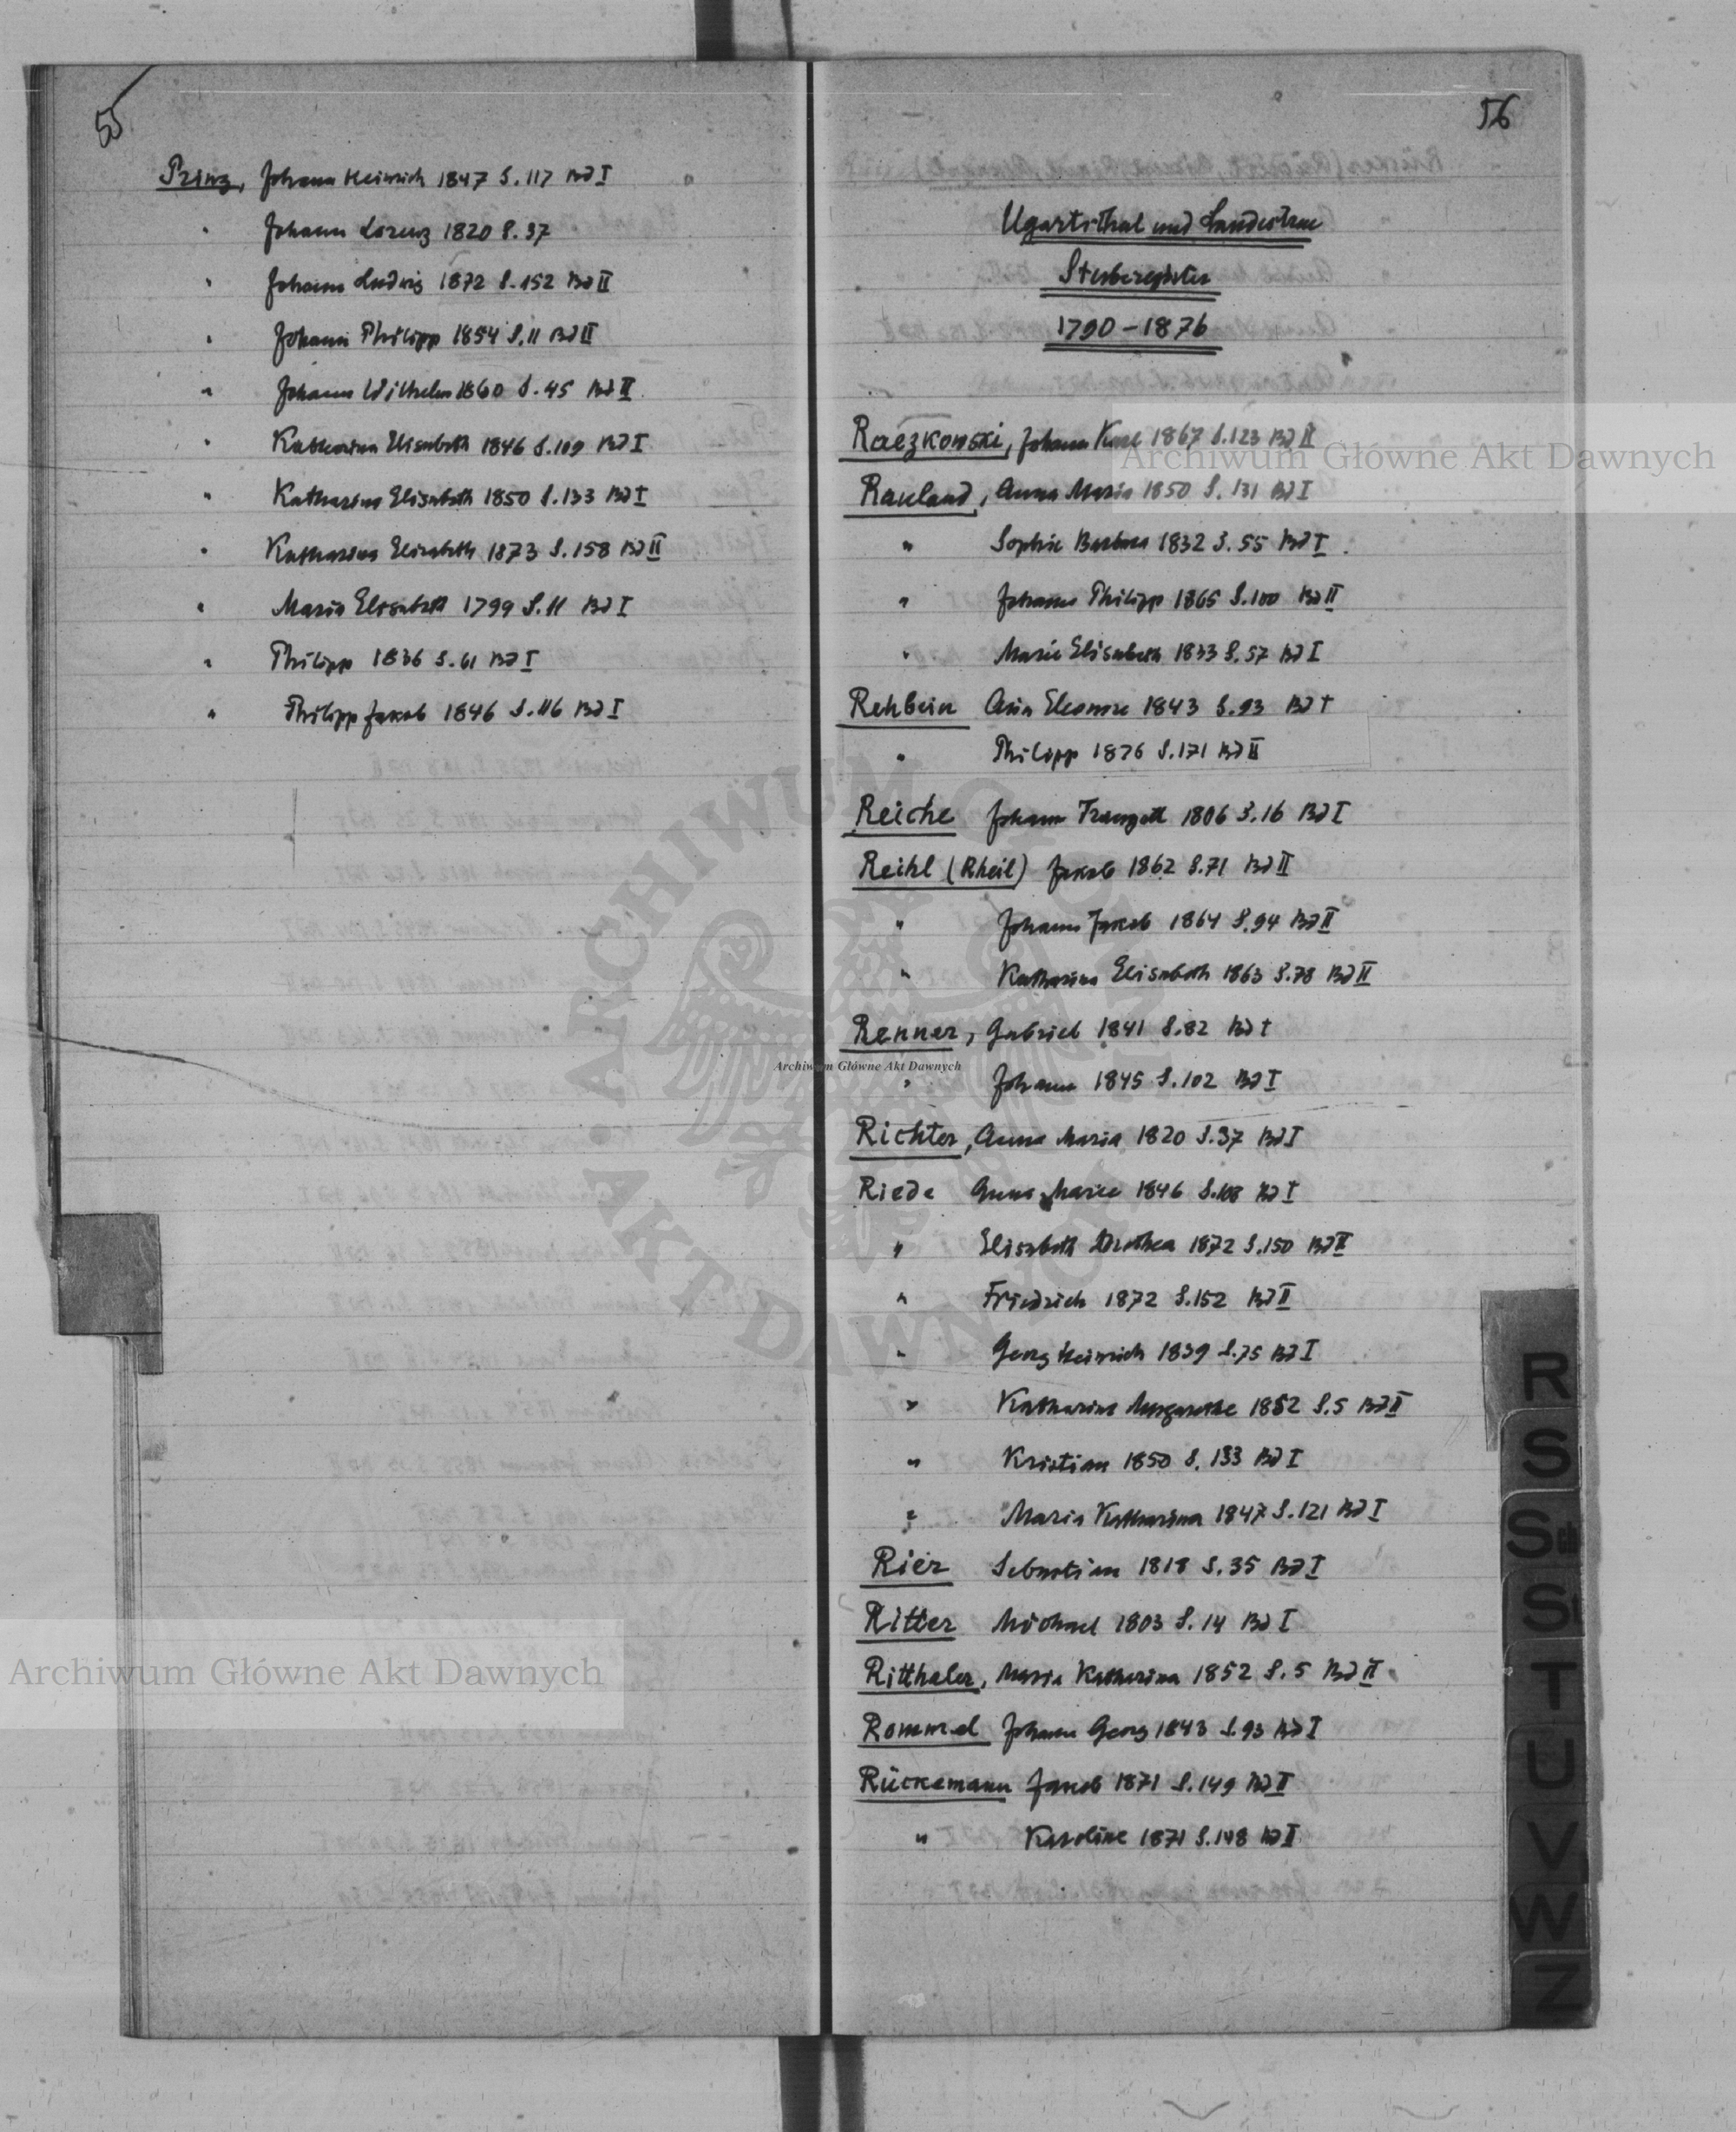 55
Prinz, Johann Heinrich 1847 S.117 Bd I
" Johann Lorenz 1820 S.37
" Johann Ludwig 1872 S.152 Bd II
" Johann Philipp 1854 S.11 Bd II
" Johann Wilhelm 1860 S.45 Bd II
" Katharina Elisabeth 1846 S.109 Bd I
" Katharina Elisabeth 1850 S.133 Bd I
" Katharina Elisabeth 1873 S.158 Bd II
" Maria Elisabeth 1799 S.11 Bd I
" Philipp 1836 S.61 Bd I
" Philipp Jakob 1846 S.116 Bd I
56
Ugartsthal und Landestreu
Sterberegister
1790-1876
Raczkowski, Johann Karl 1867 S.123 Bd II
Rauland, Anna Maria 1850 S.131 Bd I
" Sophie Barbara 1832 S.55 Bd I
" Johann Philipp 1865 S.100 Bd II
" Marie Elisabeth 1833 S.57 Bd I
Rehbein Eleonore 1843 S.93 Bd I
" Philipp 1876 S.171 Bd II
Reiche Johann Traugott 1806 S.16 Bd I
Reihl (Rheil) Jakob 1862 S.71 Bd II
" Johann Jakob 1864 S.94 Bd II
" Katharina Elisabeth 1863 S.78 Bd II
Renner, Gabriel 1841 S.82 Bd I
" Johann 1845 S.102 Bd I
Richter, Anna Maria 1820 S.37 Bd I
Riede Anna Marie 1846 S.108 Bd I
" Elisabeth Dorothea 1872 S.150 Bd II
" Friedrich 1872 S.152 Bd II
" Georg Heinrich 1839 S.75 Bd I
" Katharina Margarethe 1852 S.5 Bd II
" Kristian 1850 S.133 Bd I
" Maria Katharina 1847 S.121 Bd I
Rier Sebastian 1818 S.35 Bd I
Ritter Michael 1803 S.14 Bd I
Ritthaler, Maria Katharina 1852 S.5 Bd II
Rommel Johann Georg 1843 S.93 Bd I
Rückemann Jakob 1871 S.149 Bd II
" Karoline 1871 S.148 Bd II
R
S
Sch
St
T
U
V
W
Z
Archiwum Główne Akt Dawnych
Archiwum Główne Akt Dawnych
Archiwum Główne Akt Dawnych
ARCHIWUM GŁÓWNE
AKT DAWNYCH